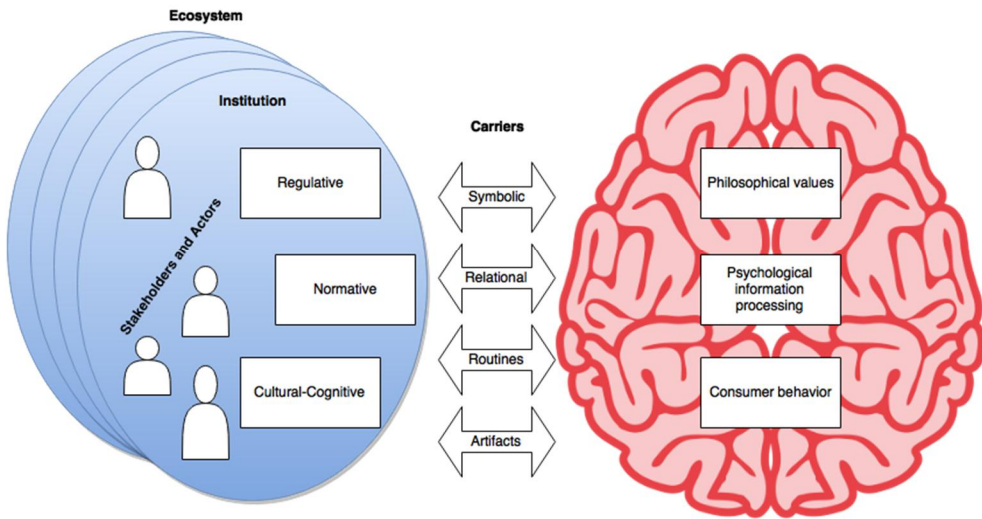 Ecosystem
Institution
Stakeholders and Actors
Regulative
Normative
Cultural-Cognitive
Carriers
Symbolic
Relational
Routines
Artifacts
Philosophical values
Psychological
information
processing
Consumer behavior